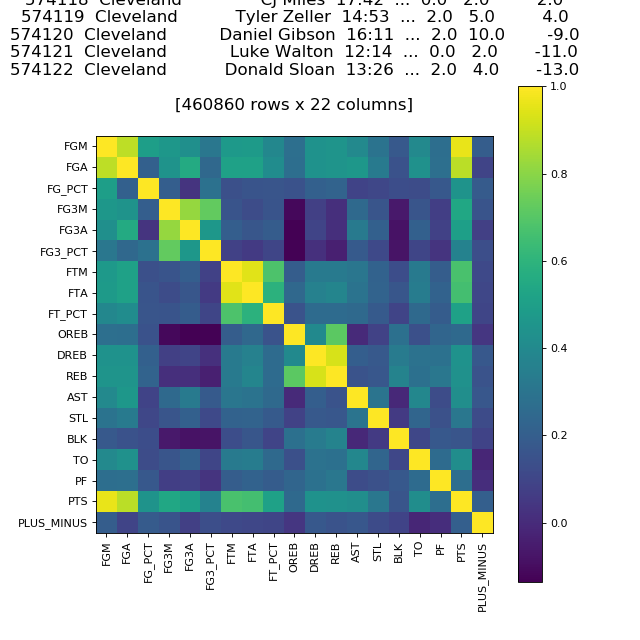 574118  Cleveland  CJ Miles  17:42  ...  0.0  2.0  2.0
574119  Cleveland  Tyler Zeller  14:53  ...  2.0  5.0  4.0
574120  Cleveland  Daniel Gibson  16:11  ...  2.0  10.0  -9.0
574121  Cleveland  Luke Walton  12:14  ...  0.0  2.0  -11.0
574122  Cleveland  Donald Sloan  13:26  ...  2.0  4.0  -13.0
[460860 rows x 22 columns]
FGM
FGA
FG_PCT
FG3M
FG3A
FG3_PCT
FTM
FTA
FT_PCT
OREB
DREB
REB
AST
STL
BLK
TO
PF
PTS
PLUS_MINUS
FGM
FGA
FG_PCT
FG3M
FG3A
FG3_PCT
FTM
FTA
FT_PCT
OREB
DREB
REB
AST
STL
BLK
TO
PF
PTS
PLUS_MINUS
1.0
0.8
0.6
0.4
0.2
0.0